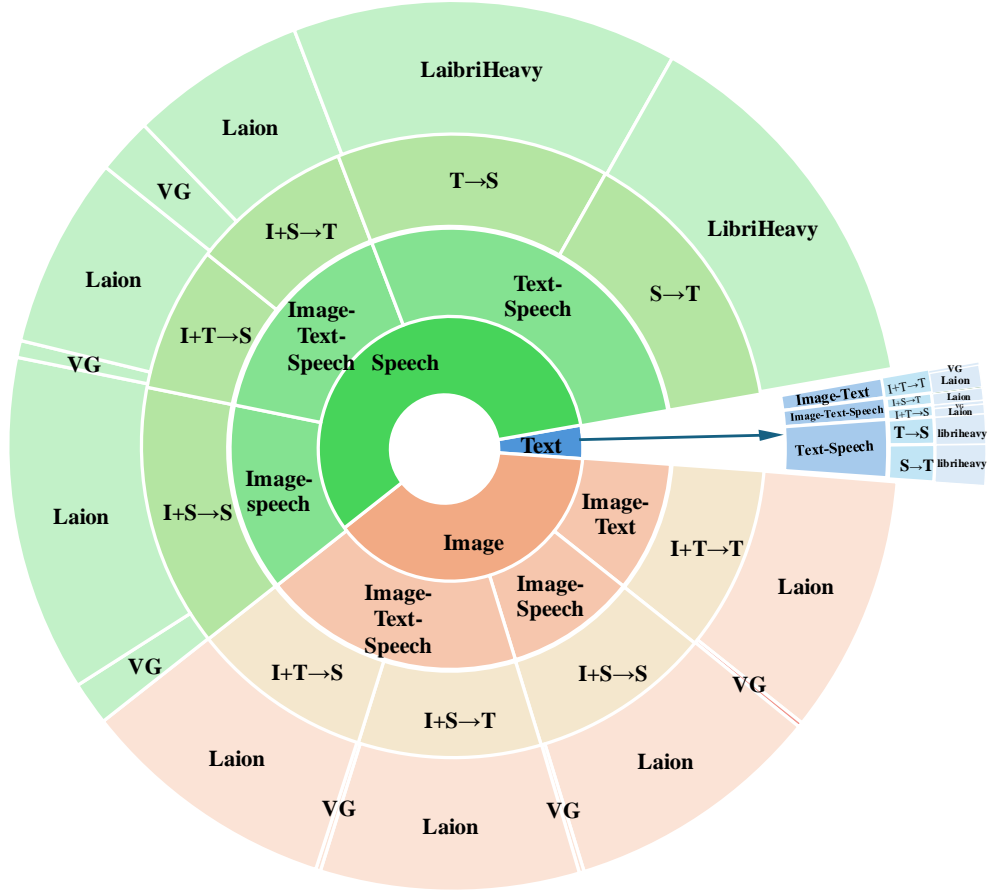 LaibriHeavy
Laion
T→S
VG
I+S→T
LibriHeavy
Laion
Text-
Speech
S→T
I+T→S
Image-
Text-
Speech
Speech
VG
VG
Image-Text
I+T→T
Laion
Image-Text-Speech
I+S→T
Laion
I+T→S
VG
Laion
Text
Text-Speech
T→S
libriheavy
S→T
libriheavy
Image-
speech
I+S→S
Laion
Image
Image-
Text
I+T→T
Laion
Image-
Speech
Image-
Text-
Speech
VG
I+T→S
I+S→S
VG
I+S→T
Laion
Laion
VG
VG
Laion